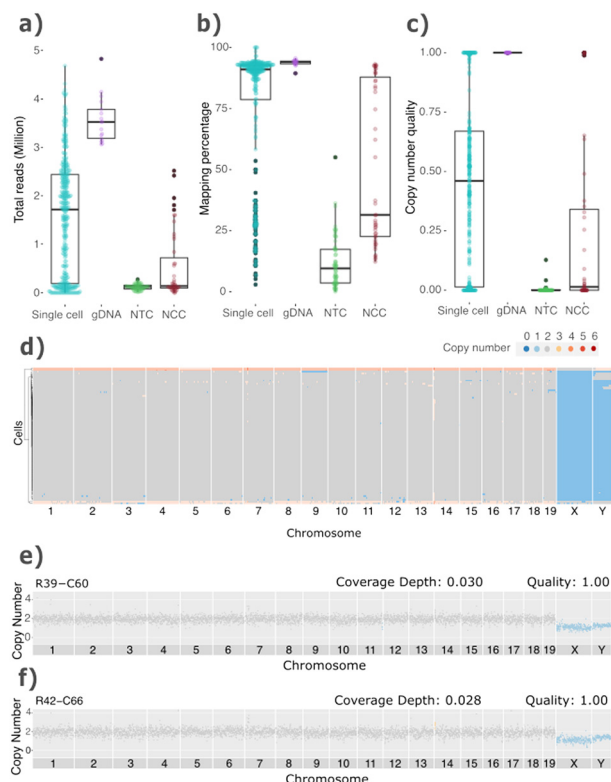 a)
b)
c)
Total reads (Million)
5
4
3
2
1
0
Single cell gDNA NTC NCC
Mapping percentage
100
75
50
25
0
Single cell gDNA NTC NCC
Copy number quality
1.00
0.75
0.50
0.25
0.00
Single cell gDNA NTC NCC
0 1 2 3 4 5 6
Copy number
d)
Cells
1 2 3 4 5 6 7 8 9 10 11 12 13 14 15 16 17 18 19 X Y
Chromosome
e)
R39-C60 Coverage Depth: 0.030 Quality: 1.00
Copy Number
4
2
0
1 2 3 4 5 6 7 8 9 10 11 12 13 14 15 16 17 18 19 X Y
Chromosome
f)
R42-C66 Coverage Depth: 0.028 Quality: 1.00
Copy Number
4
2
0
1 2 3 4 5 6 7 8 9 10 11 12 13 14 15 16 17 18 19 X Y
Chromosome